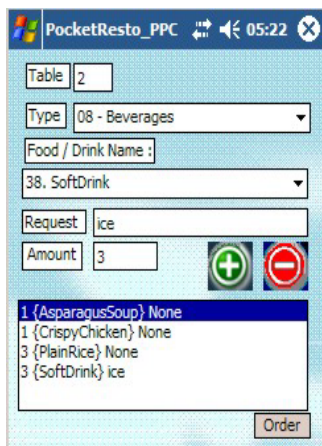 PocketResto_PPC 05:22
Table 2
Type 08 - Beverages
Food / Drink Name :
38. SoftDrink
Request ice
Amount 3
1 {AsparagusSoup} None
1 {CrispyChicken} None
3 {PlainRice} None
3 {SoftDrink} ice
Order